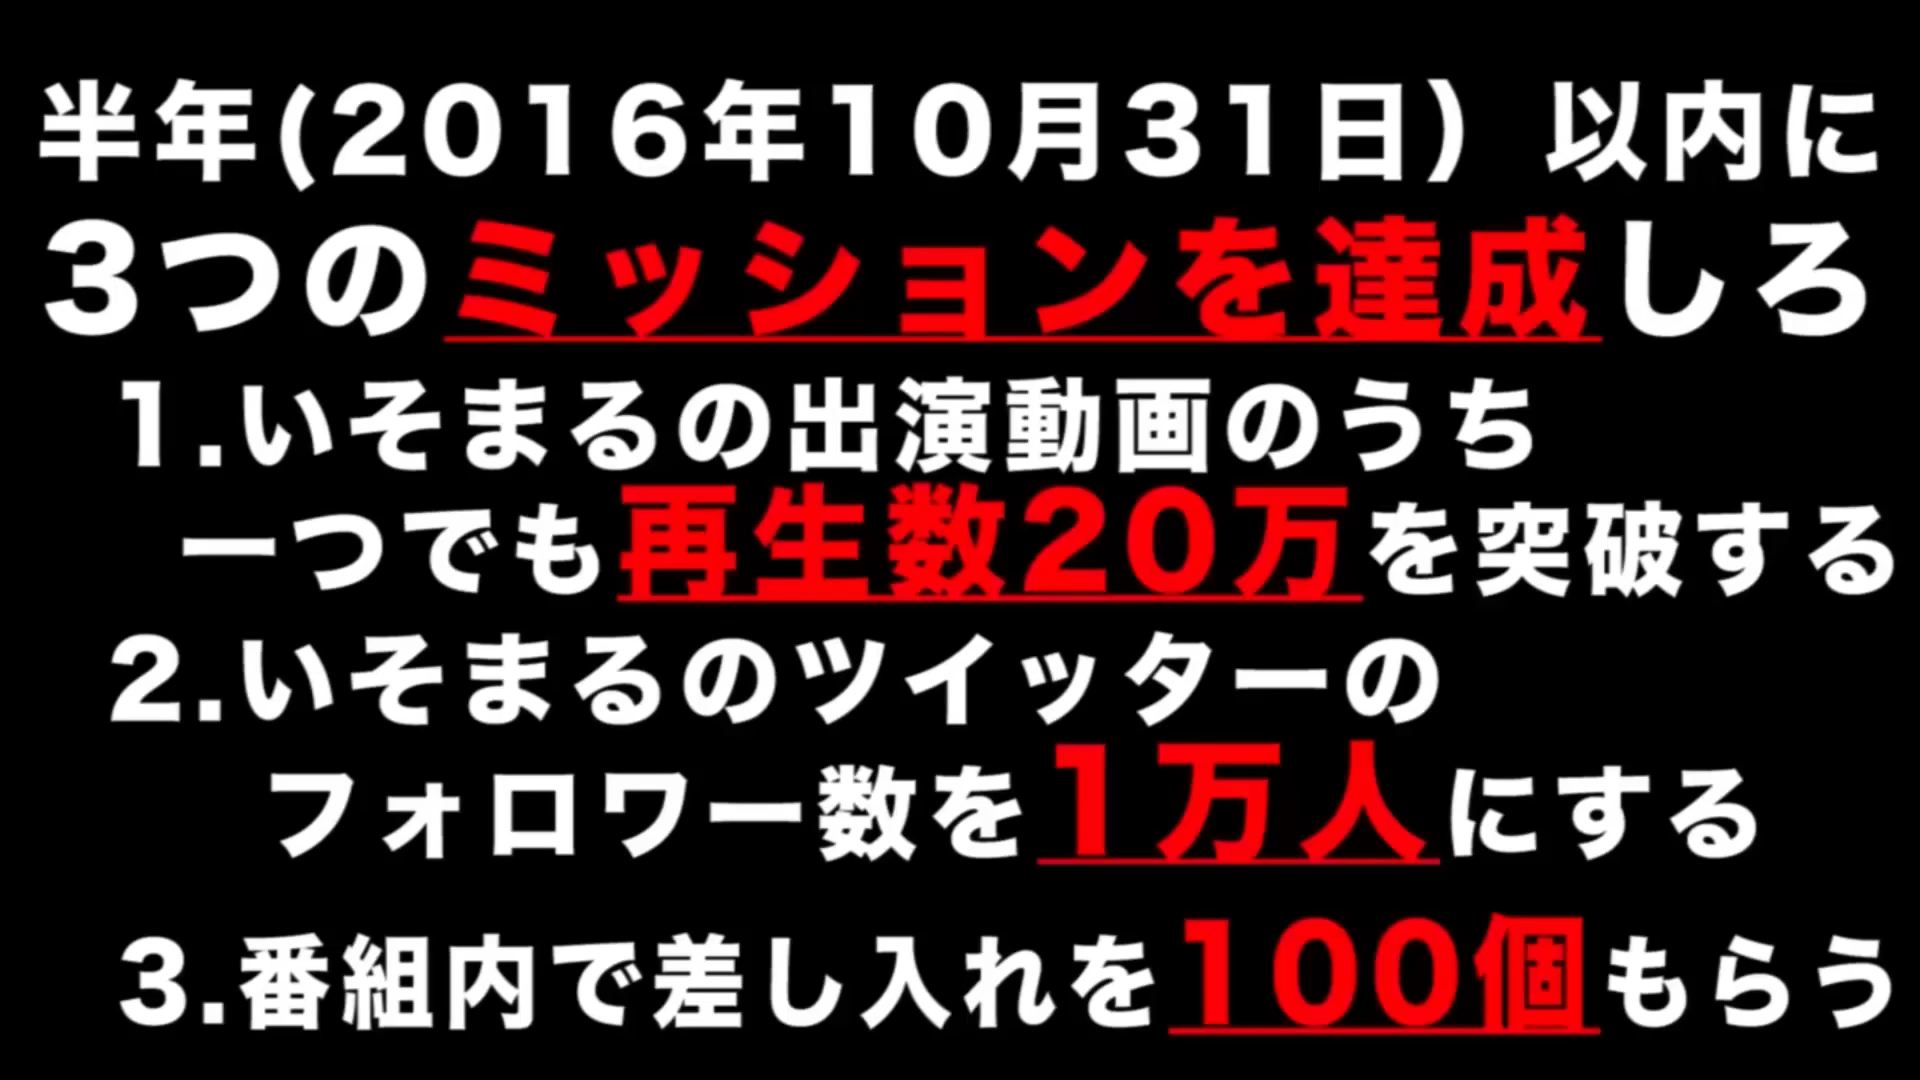 半年(2016年10月31日）以内に
3つのミッションを達成しろ
1.いそまるの出演動画のうち
一つでも再生数20万を突破する
2.いそまるのツイッターの
フォロワー数を1万人にする
3.番組内で差し入れを100個もらう